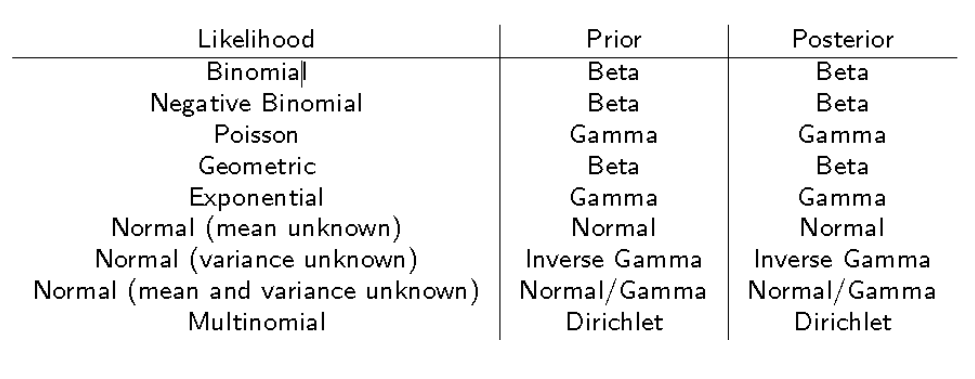 Likelihood Prior Posterior
Binomial Beta Beta
Negative Binomial Beta Beta
Poisson Gamma Gamma
Geometric Beta Beta
Exponential Gamma Gamma
Normal (mean unknown) Normal Normal
Normal (variance unknown) Inverse Gamma Inverse Gamma
Normal (mean and variance unknown) Normal/Gamma Normal/Gamma
Multinomial Dirichlet Dirichlet